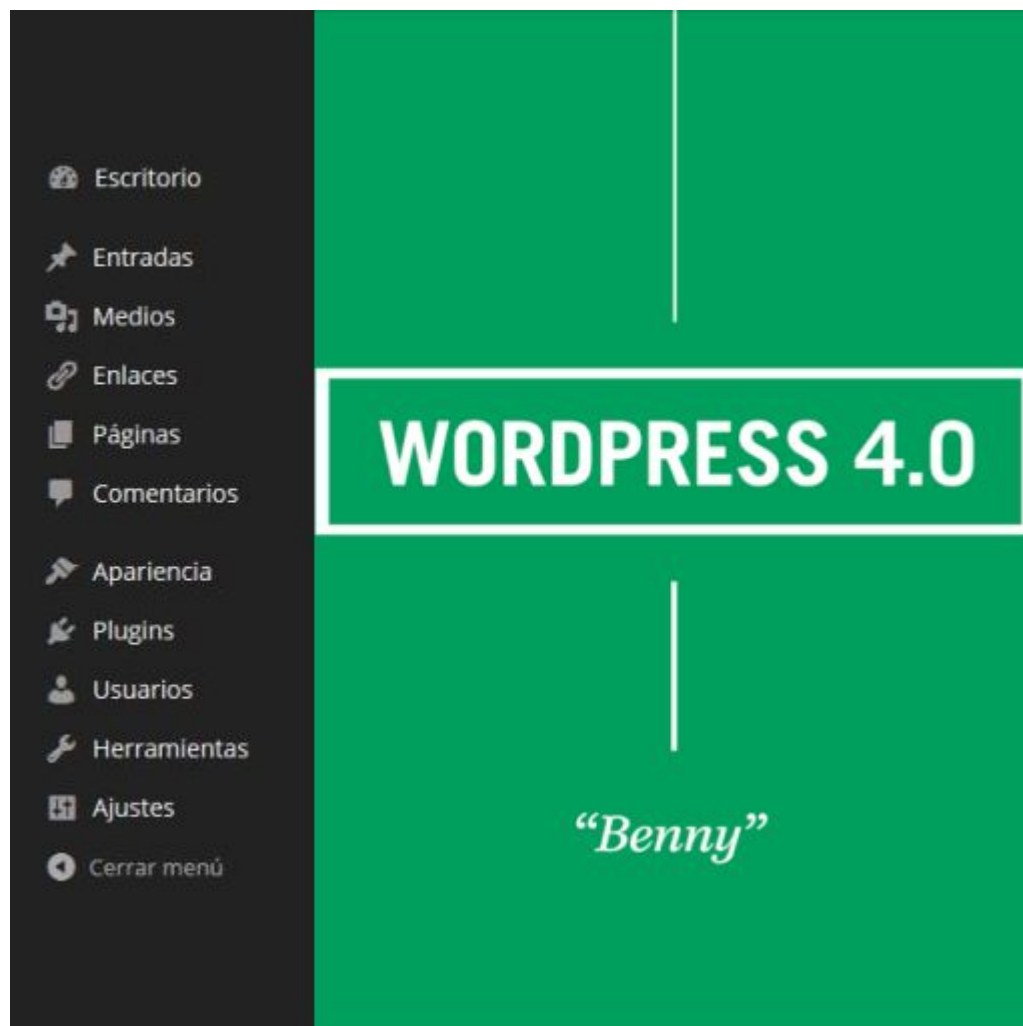 Escritorio
Entradas
Medios
Enlaces
Páginas
Comentarios
Apariencia
Plugins
Usuarios
Herramientas
Ajustes
Cerrar menú
WORDPRESS 4.0
“Benny”